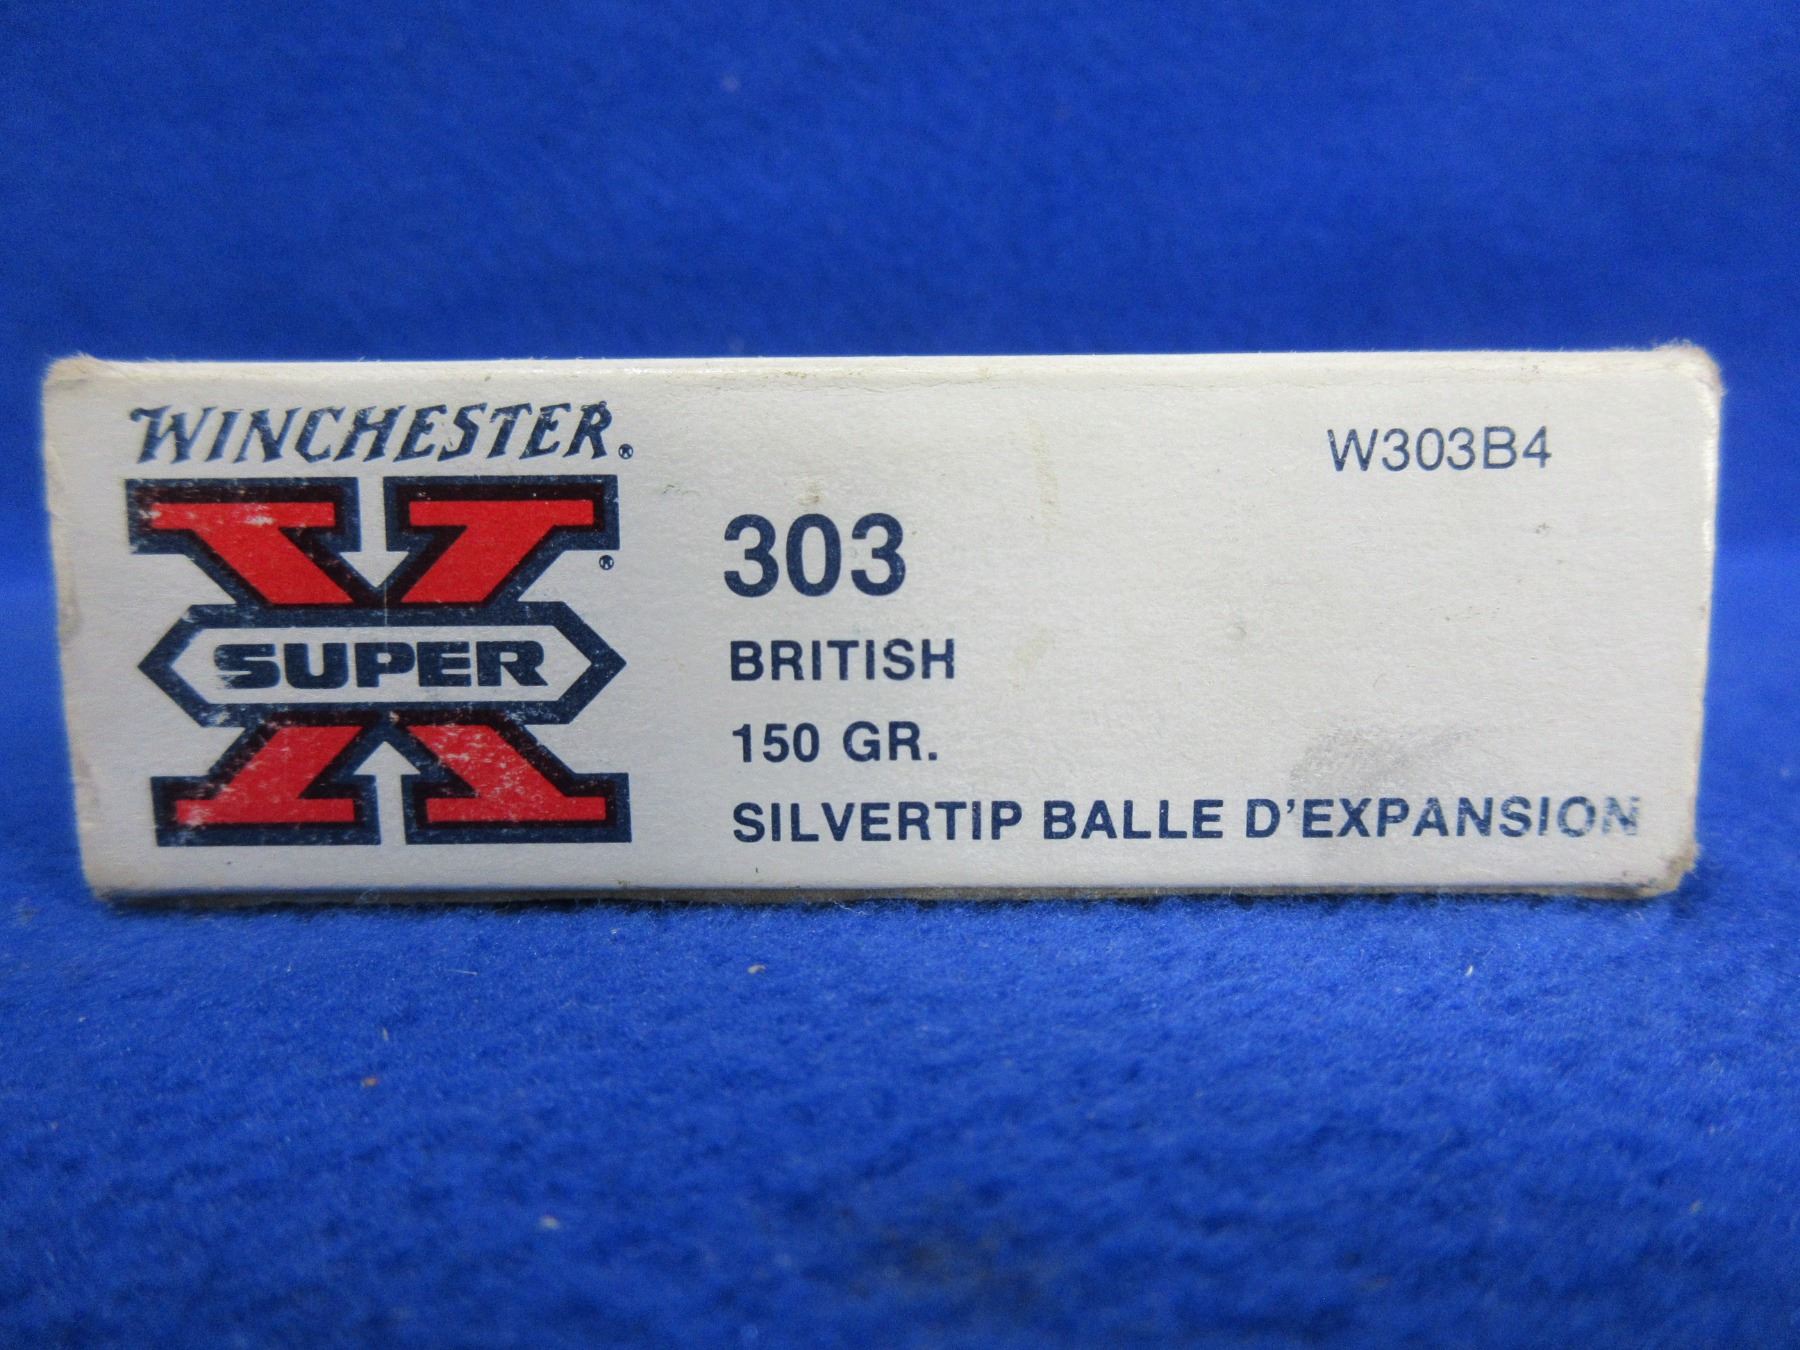 WINCHESTER®
SUPER X®
W303B4
303
BRITISH
150 GR.
SILVERTIP BALLE D'EXPANSION